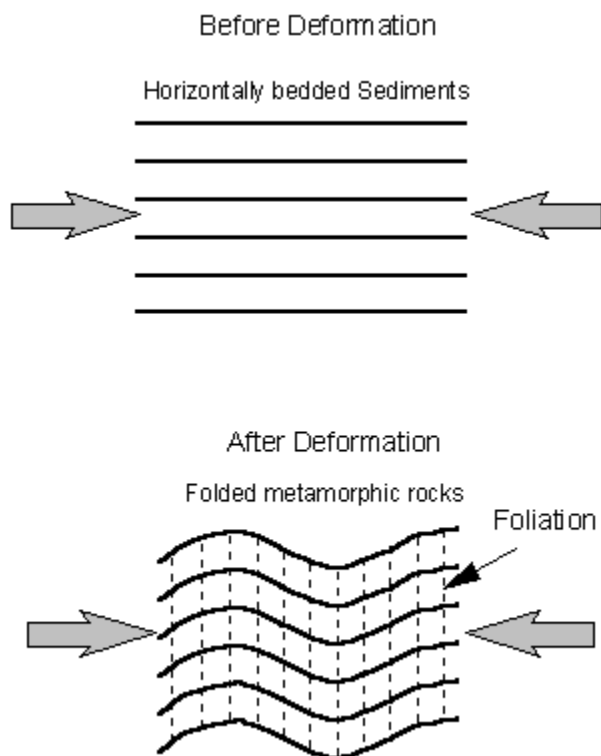 Before Deformation
Horizontally bedded Sediments
After Deformation
Folded metamorphic rocks
Foliation